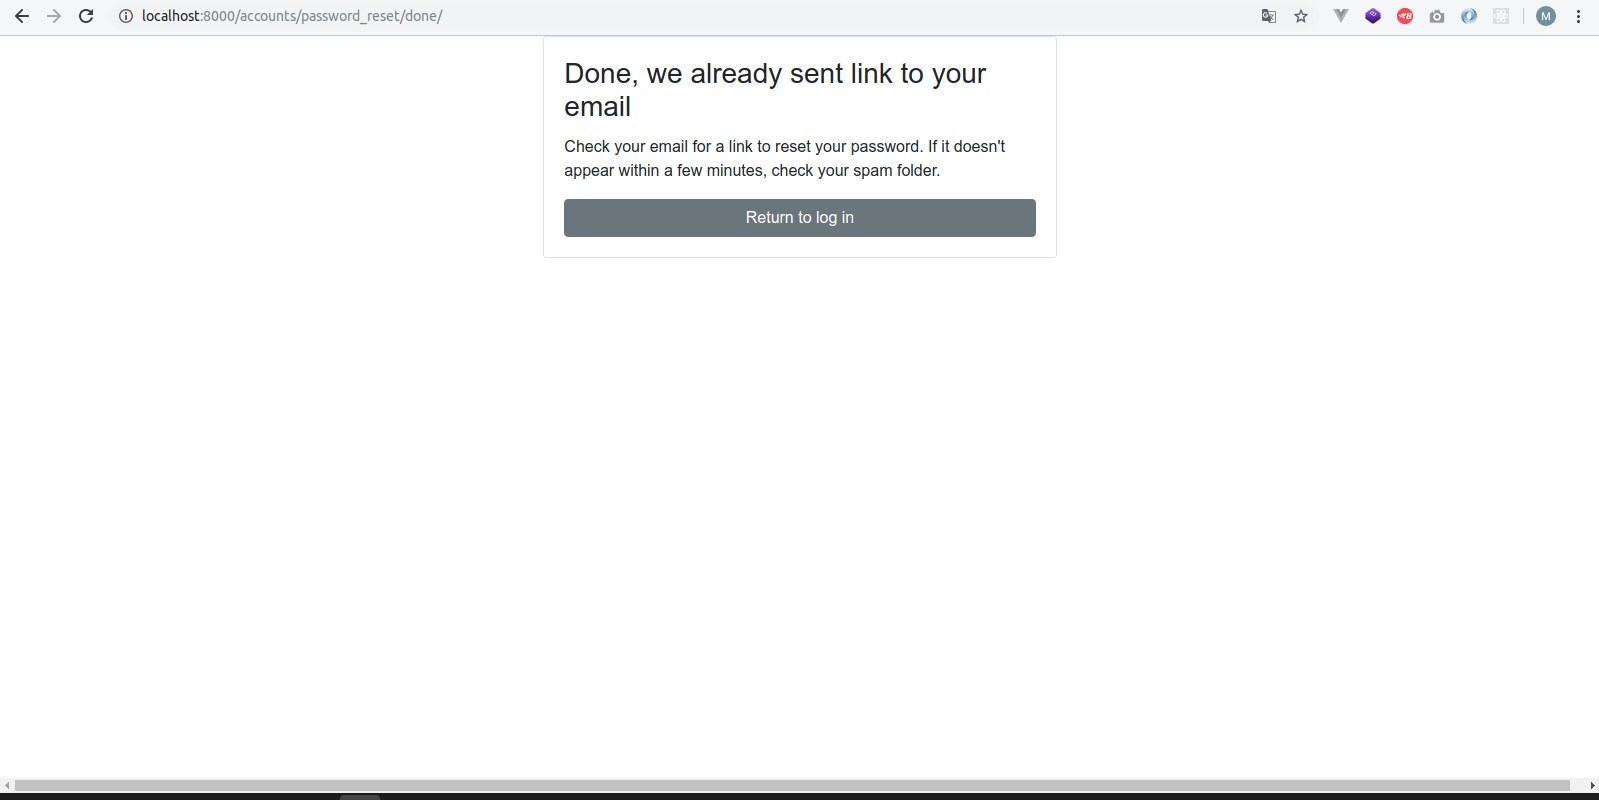 localhost:8000/accounts/password_reset/done/
M
Done, we already sent link to your
email
Check your email for a link to reset your password. If it doesn't
appear within a few minutes, check your spam folder.
Return to log in